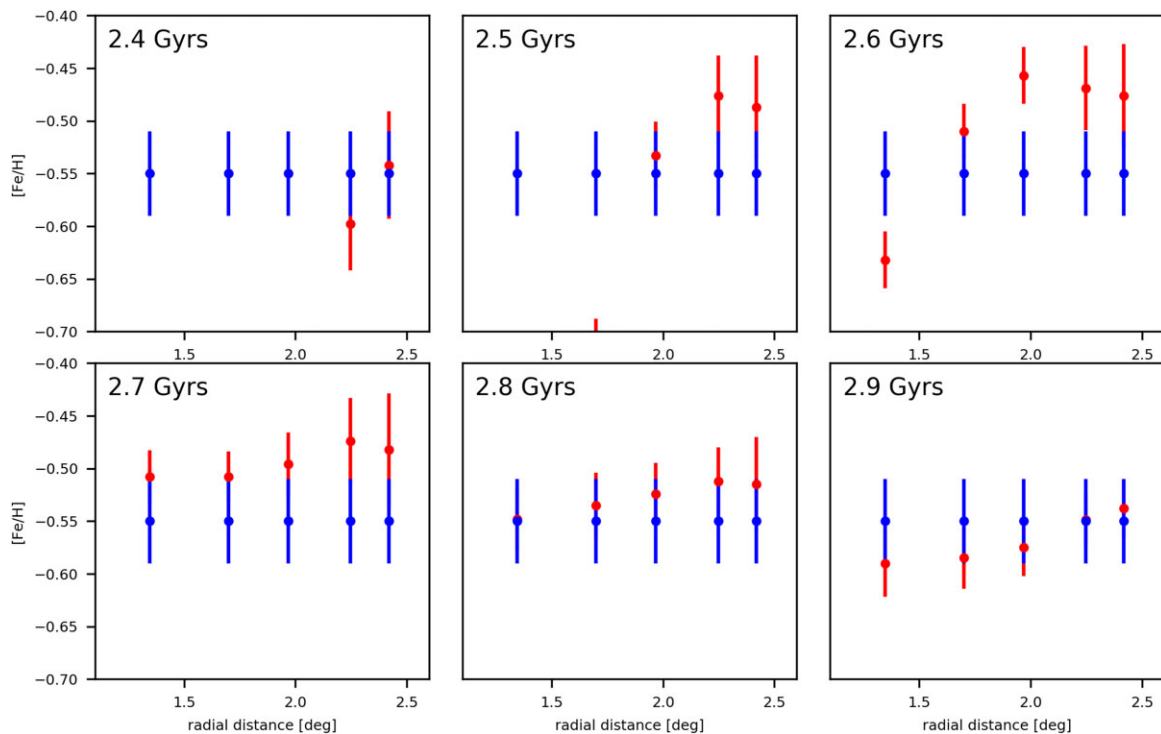 2.4 Gyrs
2.5 Gyrs
2.6 Gyrs
[Fe/H]
−0.40
−0.45
−0.50
−0.55
−0.60
−0.65
−0.70
1.5 2.0 2.5
1.5 2.0 2.5
1.5 2.0 2.5
2.7 Gyrs
2.8 Gyrs
2.9 Gyrs
[Fe/H]
−0.40
−0.45
−0.50
−0.55
−0.60
−0.65
−0.70
1.5 2.0 2.5
1.5 2.0 2.5
1.5 2.0 2.5
radial distance [deg]
radial distance [deg]
radial distance [deg]